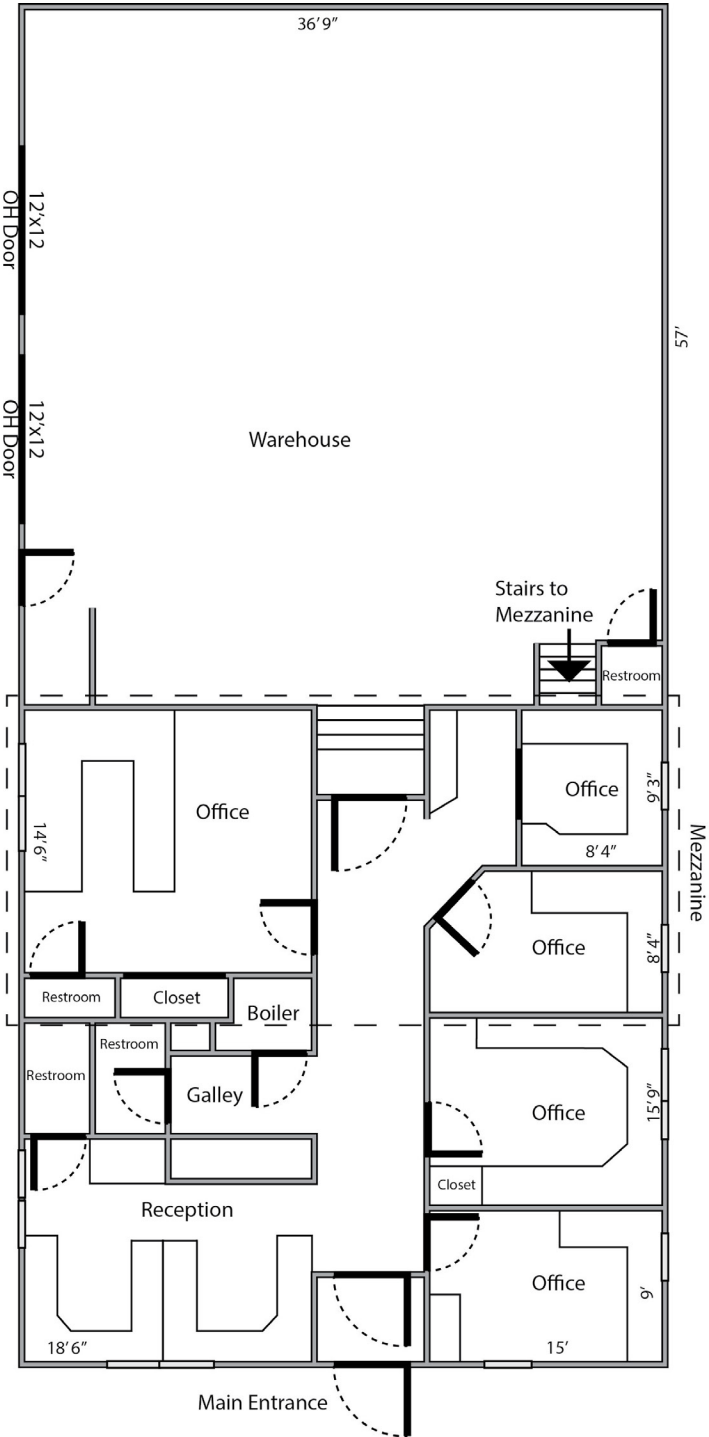 36’ 9”
12’x12
OH Door
57’
12’x12
OH Door
Warehouse
Stairs to
Mezzanine
Restroom
Office
14’ 6”
Office
9’ 3”
8’ 4”
Mezzanine
Office
8’ 4”
Restroom
Closet
Boiler
Restroom
Restroom
Galley
Office
15’ 9”
Closet
Reception
Office
9’
18’ 6”
15’
Main Entrance